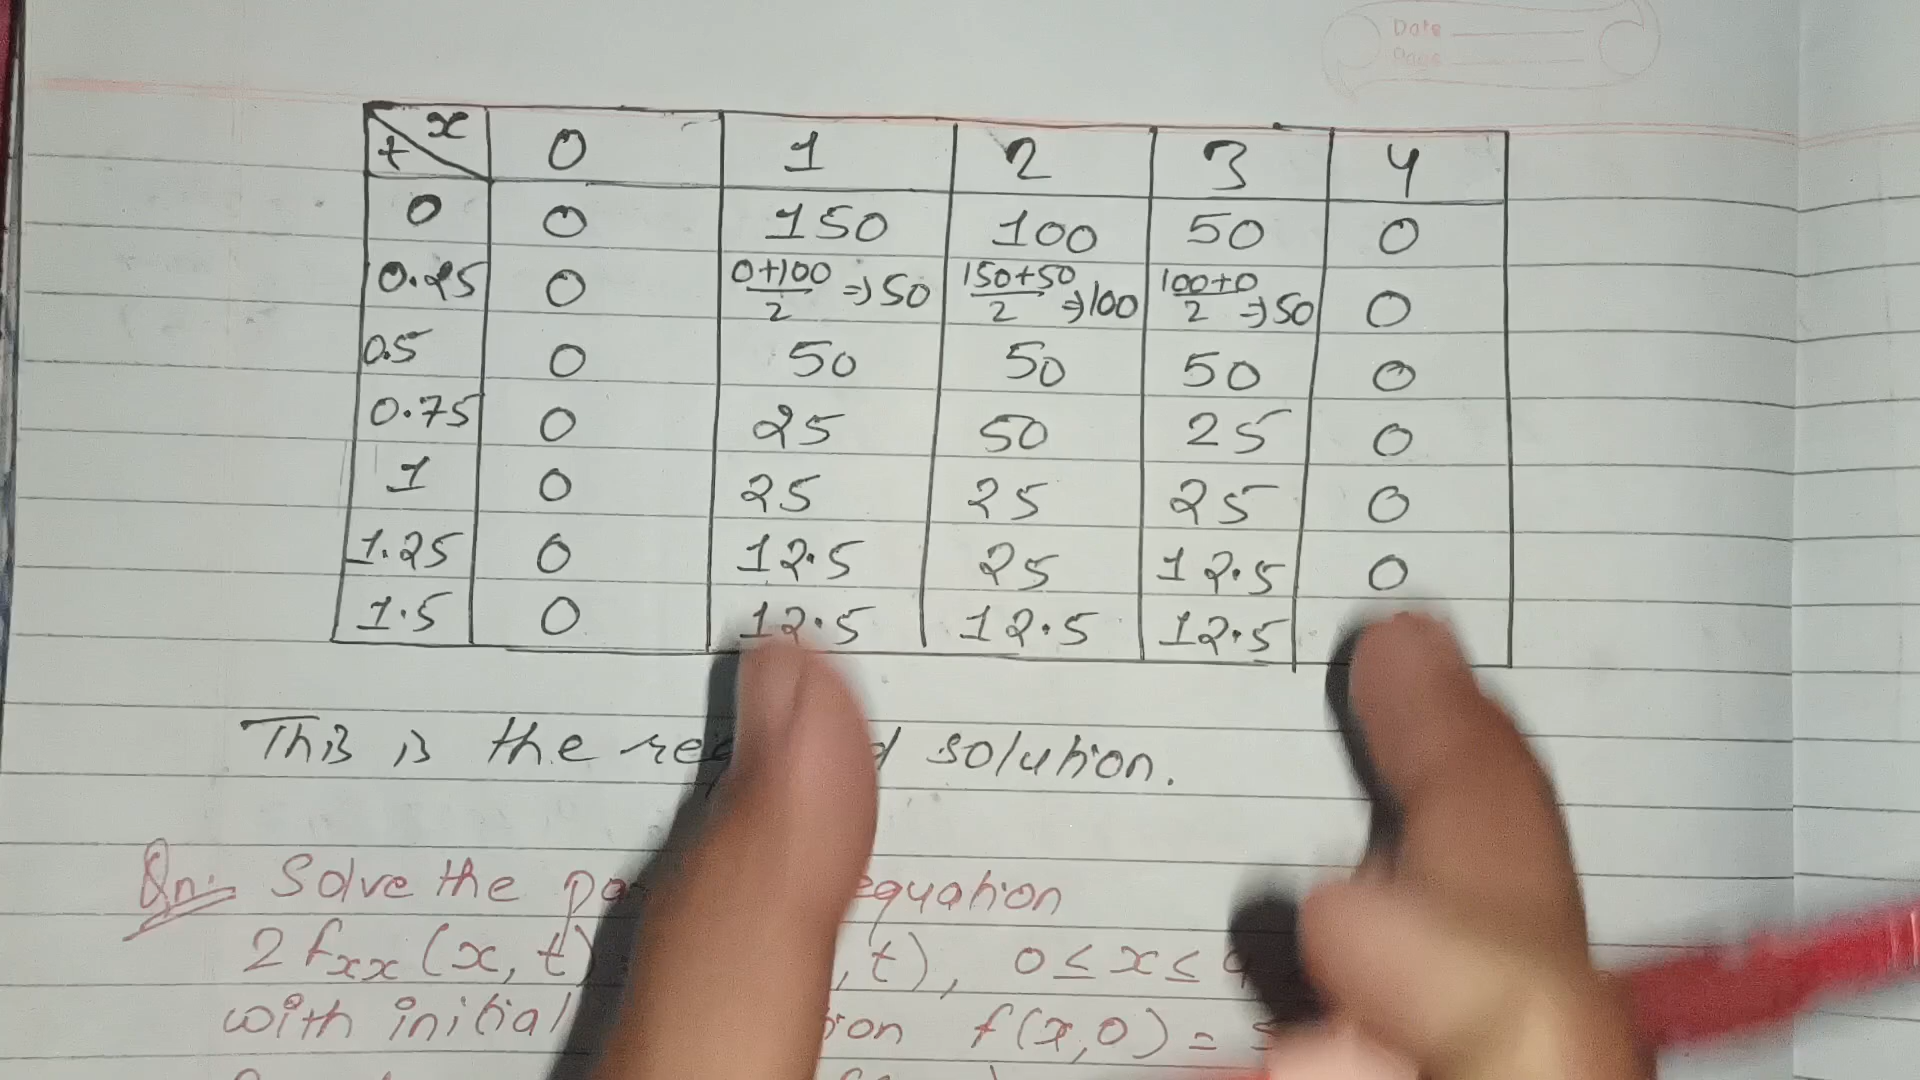 Date
Page
x
t 0 1 2 3 4
0 0 150 100 50 0
0.25 0 0+100/2 ⇒ 50 150+50/2 ⇒ 100 100+0/2 ⇒ 50 0
0.5 0 50 50 50 0
0.75 0 25 50 25 0
1 0 25 25 25 0
1.25 0 12.5 25 12.5 0
1.5 0 12.5 12.5 12.5
This is the solution.
Qn: Solve the equation
2 fxx (x, t) , t), 0 ≤ x ≤
with initial f(x,0) =